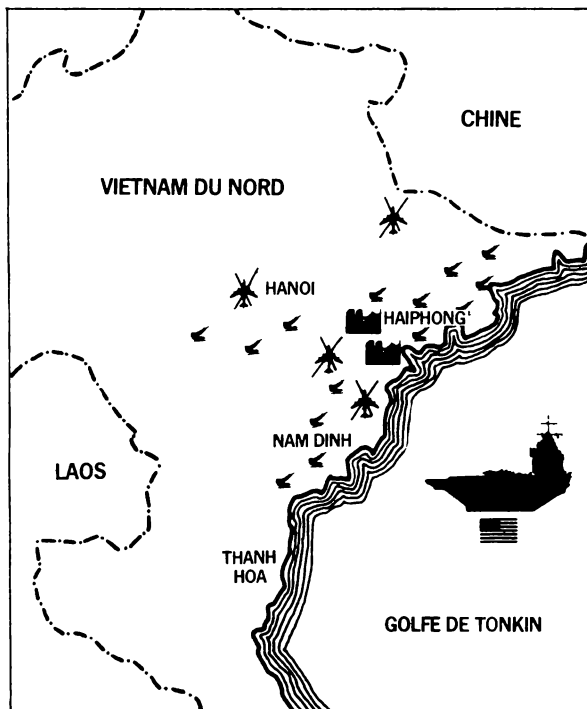 CHINE
VIETNAM DU NORD
HANOI
HAIPHONG
NAM DINH
LAOS
THANH
HOA
GOLFE DE TONKIN